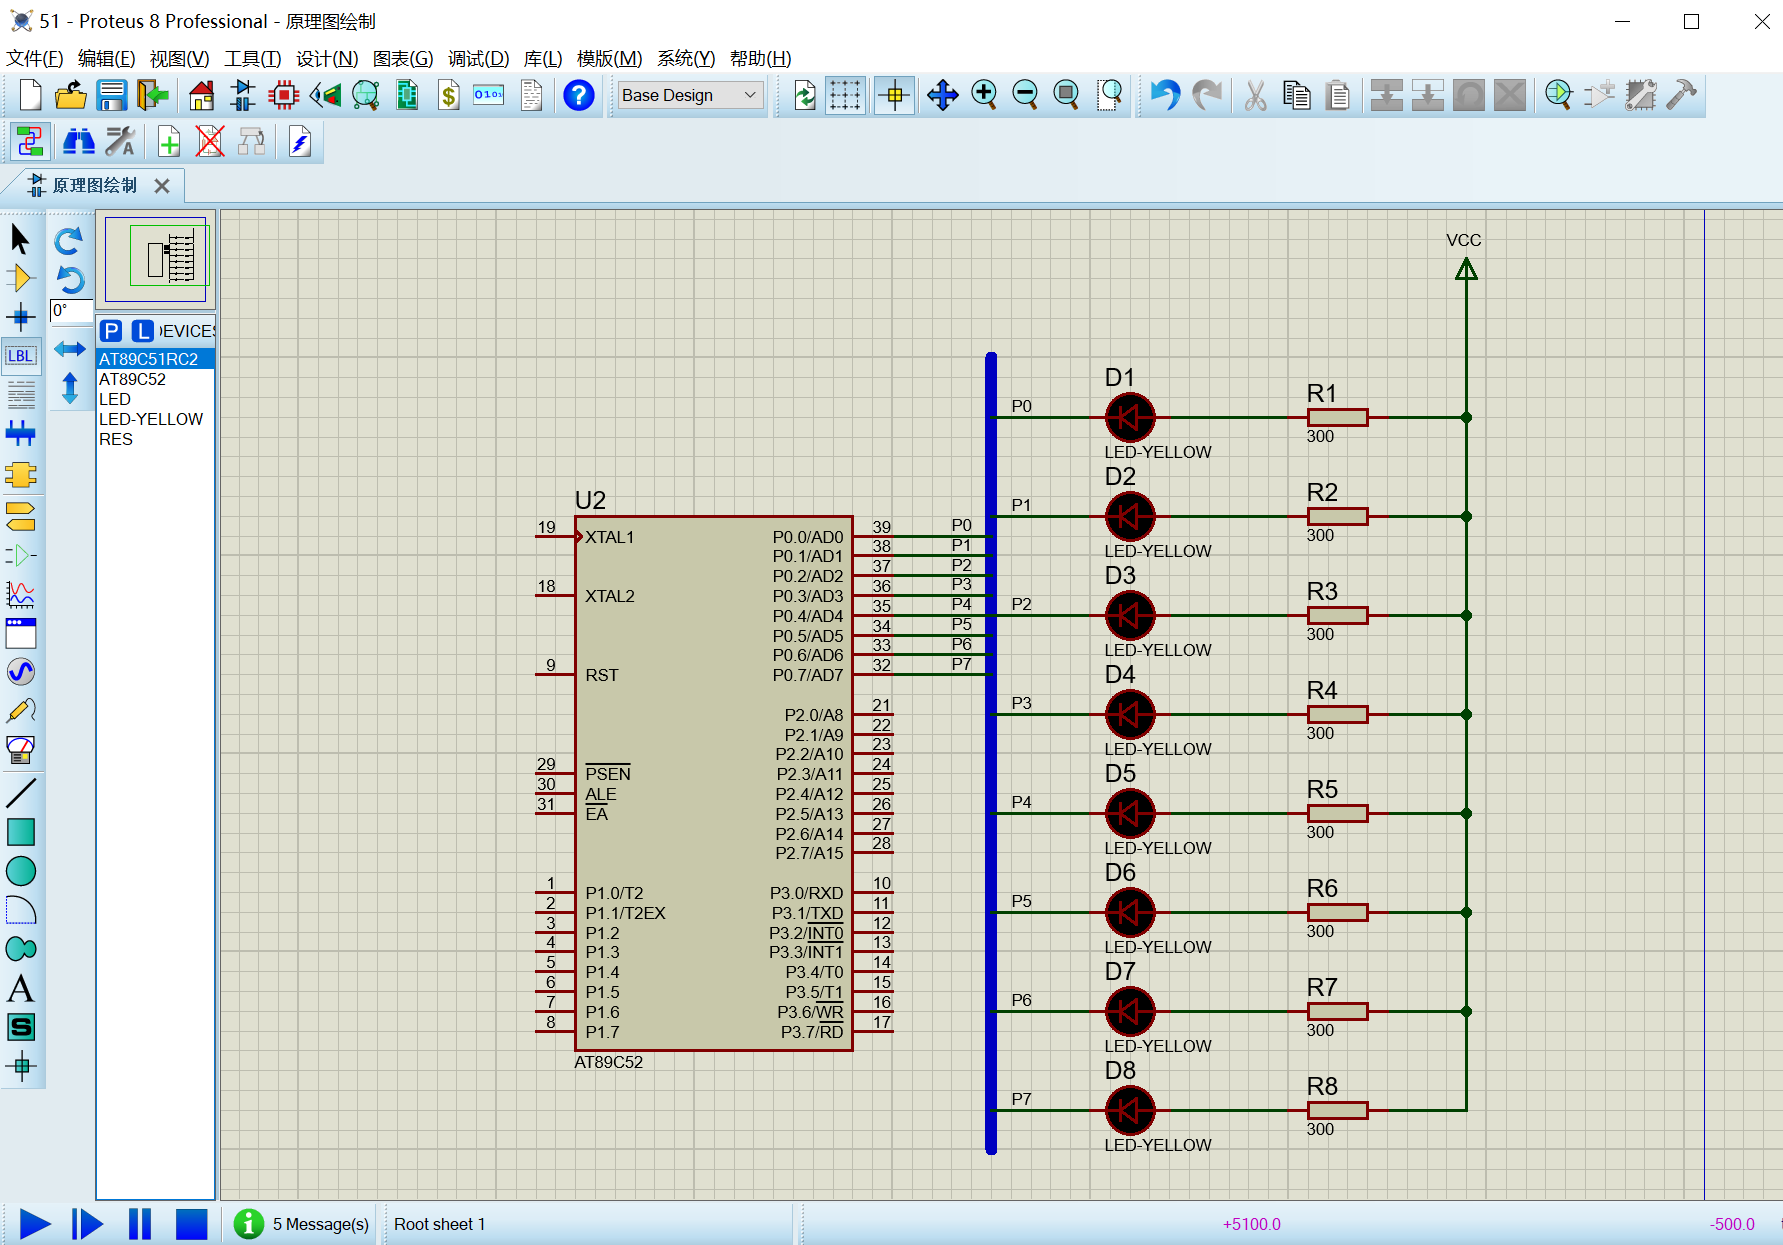 51 - Proteus 8 Professional - 原理图绘制
文件(F) 编辑(E) 视图(V) 工具(T) 设计(N) 图表(G) 调试(D) 库(L) 模版(M) 系统(Y) 帮助(H)
Base Design
原理图绘制
0°
LBL
P L DEVICES
AT89C51RC2
AT89C52
LED
LED-YELLOW
RES
VCC
U2
19 XTAL1
18 XTAL2
9 RST
29 PSEN
30 ALE
31 EA
1 P1.0/T2
2 P1.1/T2EX
3 P1.2
4 P1.3
5 P1.4
6 P1.5
7 P1.6
8 P1.7
P0.0/AD0 39 P0
P0.1/AD1 38 P1
P0.2/AD2 37 P2
P0.3/AD3 36 P3
P0.4/AD4 35 P4
P0.5/AD5 34 P5
P0.6/AD6 33 P6
P0.7/AD7 32 P7
P2.0/A8 21
P2.1/A9 22
P2.2/A10 23
P2.3/A11 24
P2.4/A12 25
P2.5/A13 26
P2.6/A14 27
P2.7/A15 28
P3.0/RXD 10
P3.1/TXD 11
P3.2/INT0 12
P3.3/INT1 13
P3.4/T0 14
P3.5/T1 15
P3.6/WR 16
P3.7/RD 17
AT89C52
D1 R1
P0
LED-YELLOW 300
D2 R2
P1
LED-YELLOW 300
D3 R3
P2
LED-YELLOW 300
D4 R4
P3
LED-YELLOW 300
D5 R5
P4
LED-YELLOW 300
D6 R6
P5
LED-YELLOW 300
D7 R7
P6
LED-YELLOW 300
D8 R8
P7
LED-YELLOW 300
5 Message(s) Root sheet 1 +5100.0 -500.0